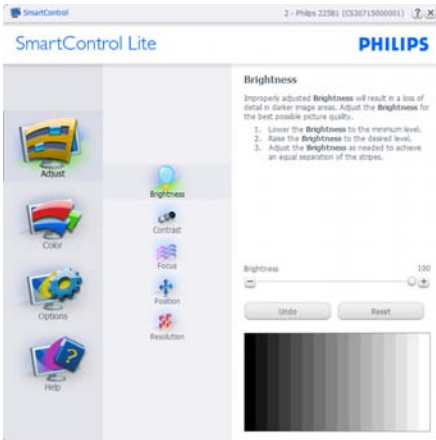 SmartControl
2 - Philips 225B1 (CS30715000001)
SmartControl Lite
PHILIPS
Adjust
Color
Options
Help
Brightness
Contrast
Focus
Position
Resolution
Brightness
Improperly adjusted Brightness will result in a loss of
detail in darker image areas. Adjust the Brightness for
the best possible picture quality.
1. Lower the Brightness to the minimum level.
2. Raise the Brightness to the desired level.
3. Adjust the Brightness as needed to achieve
an equal separation of the stripes.
Brightness 100
Undo
Reset